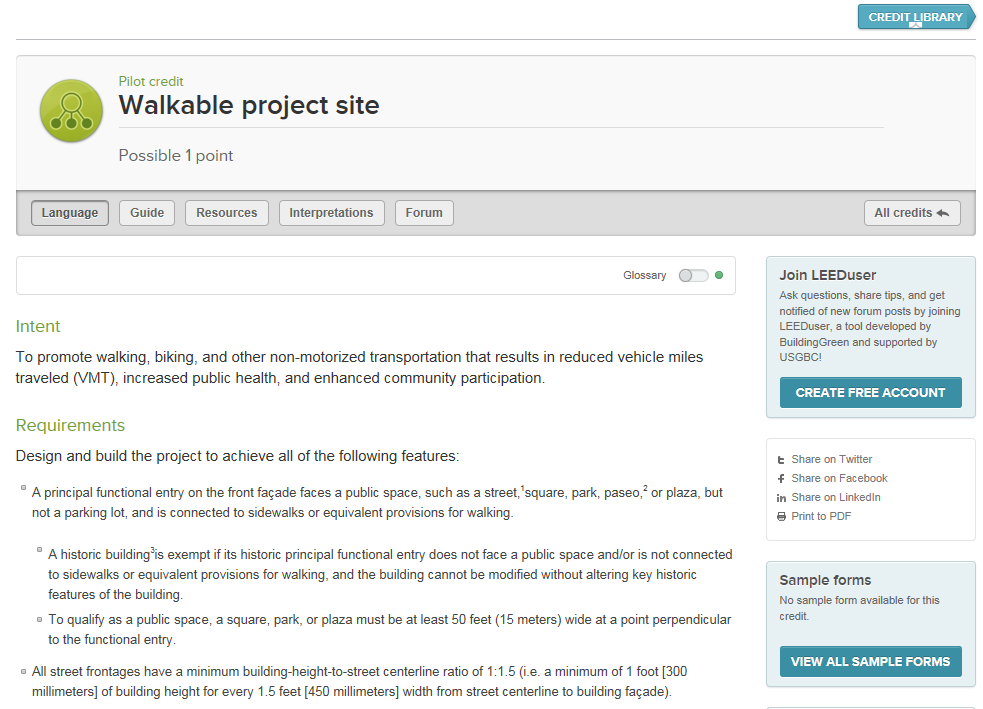 CREDIT LIBRARY
Pilot credit
Walkable project site
Possible 1 point
Language
Guide
Resources
Interpretations
Forum
All credits
Glossary
Intent
To promote walking, biking, and other non-motorized transportation that results in reduced vehicle miles
traveled (VMT), increased public health, and enhanced community participation.
Requirements
Design and build the project to achieve all of the following features:
A principal functional entry on the front façade faces a public space, such as a street,¹square, park, paseo,² or plaza, but
not a parking lot, and is connected to sidewalks or equivalent provisions for walking.
A historic building³is exempt if its historic principal functional entry does not face a public space and/or is not connected
to sidewalks or equivalent provisions for walking, and the building cannot be modified without altering key historic
features of the building.
To qualify as a public space, a square, park, or plaza must be at least 50 feet (15 meters) wide at a point perpendicular
to the functional entry.
All street frontages have a minimum building-height-to-street centerline ratio of 1:1.5 (i.e. a minimum of 1 foot [300
millimeters] of building height for every 1.5 feet [450 millimeters] width from street centerline to building façade).
Join LEEDuser
Ask questions, share tips, and get
notified of new forum posts by joining
LEEDuser, a tool developed by
BuildingGreen and supported by
USGBC!
CREATE FREE ACCOUNT
Share on Twitter
Share on Facebook
Share on LinkedIn
Print to PDF
Sample forms
No sample form available for this
credit.
VIEW ALL SAMPLE FORMS